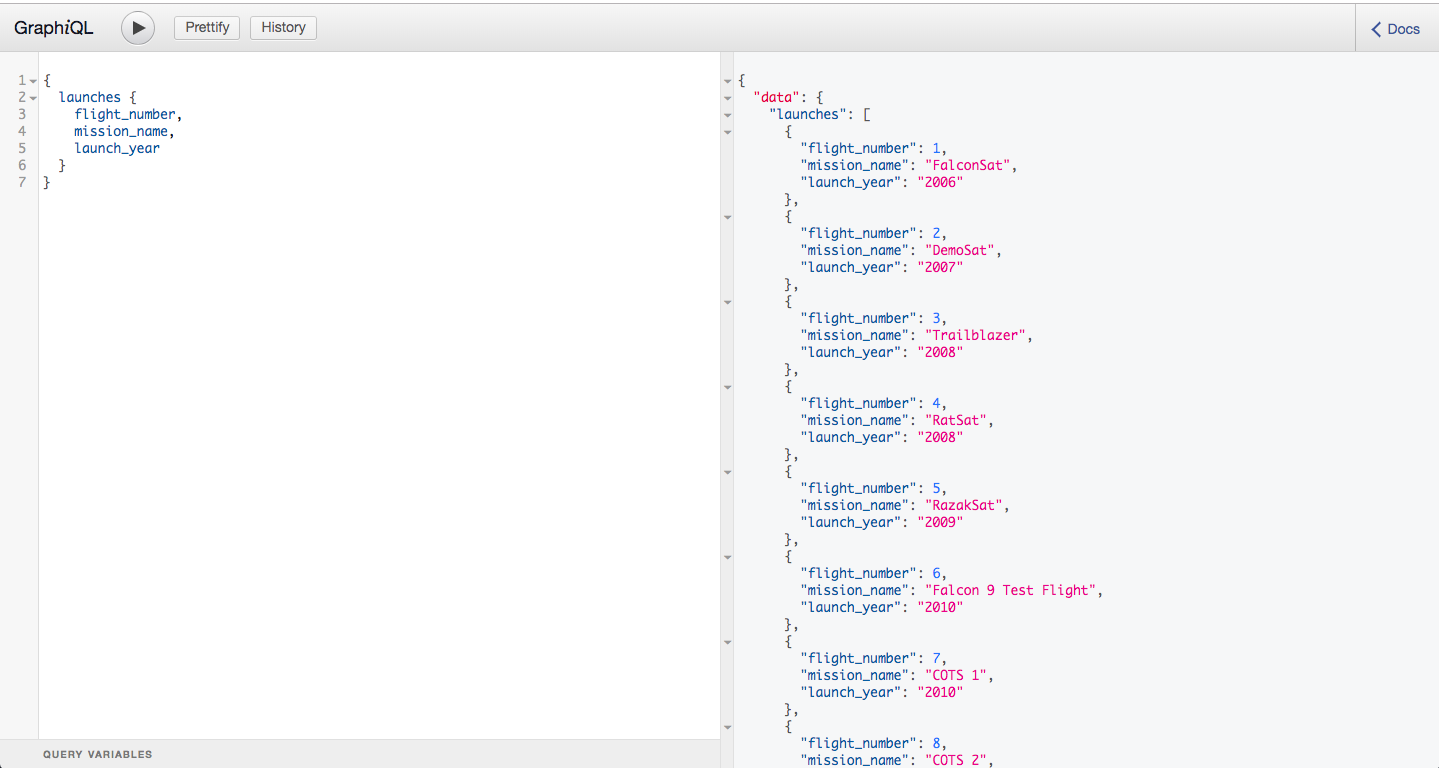 GraphiQL Prettify History Docs
1 {
2 launches {
3 flight_number,
4 mission_name,
5 launch_year
6 }
7 }
QUERY VARIABLES
{
"data": {
"launches": [
{
"flight_number": 1,
"mission_name": "FalconSat",
"launch_year": "2006"
},
{
"flight_number": 2,
"mission_name": "DemoSat",
"launch_year": "2007"
},
{
"flight_number": 3,
"mission_name": "Trailblazer",
"launch_year": "2008"
},
{
"flight_number": 4,
"mission_name": "RatSat",
"launch_year": "2008"
},
{
"flight_number": 5,
"mission_name": "RazakSat",
"launch_year": "2009"
},
{
"flight_number": 6,
"mission_name": "Falcon 9 Test Flight",
"launch_year": "2010"
},
{
"flight_number": 7,
"mission_name": "COTS 1",
"launch_year": "2010"
},
{
"flight_number": 8,
"mission_name": "COTS 2",